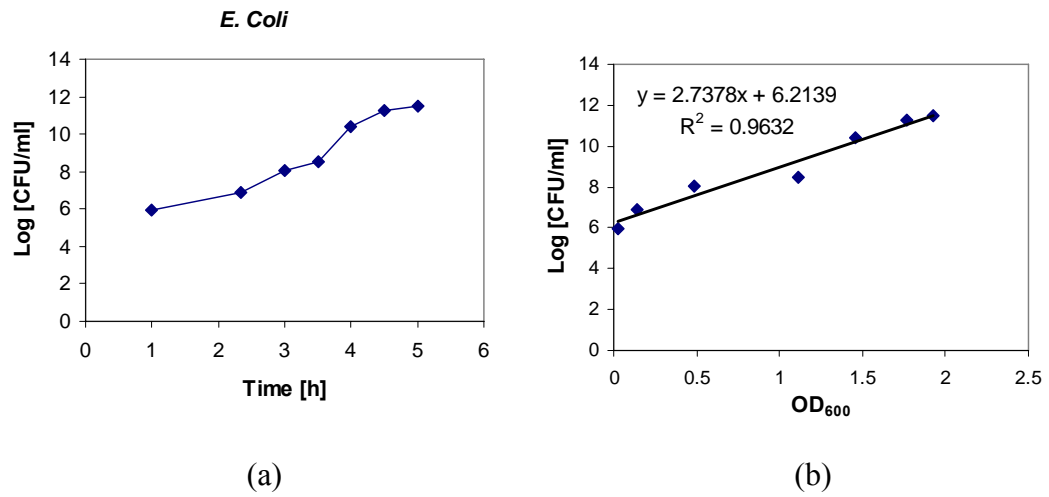 E. Coli
14
12
10
8
6
4
2
0
0 1 2 3 4 5 6
Log [CFU/ml]
Time [h]
(a)
y = 2.7378x + 6.2139
R² = 0.9632
14
12
10
8
6
4
2
0
0 0.5 1 1.5 2 2.5
Log [CFU/ml]
OD₆₀₀
(b)